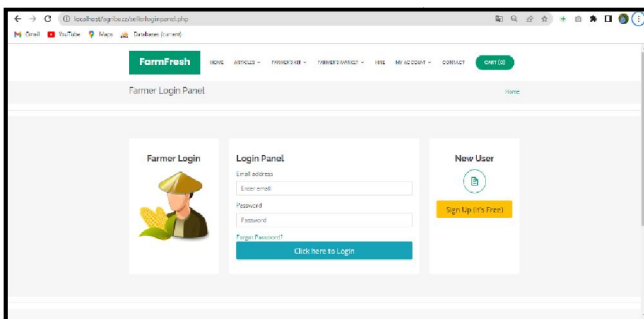 localhost/agribuzz/sellerloginpanel.php
Gmail YouTube Maps Databases (current)
FarmFresh HOME ARTICLES FARMER'S KIT FARMER'S MARKET HIRE MY ACCOUNT CONTACT CART (0)
Farmer Login Panel Home
Farmer Login
Login Panel
Email address
Enter email
Password
Password
Forgot Password?
Click here to Login
New User
Sign Up (It's Free)